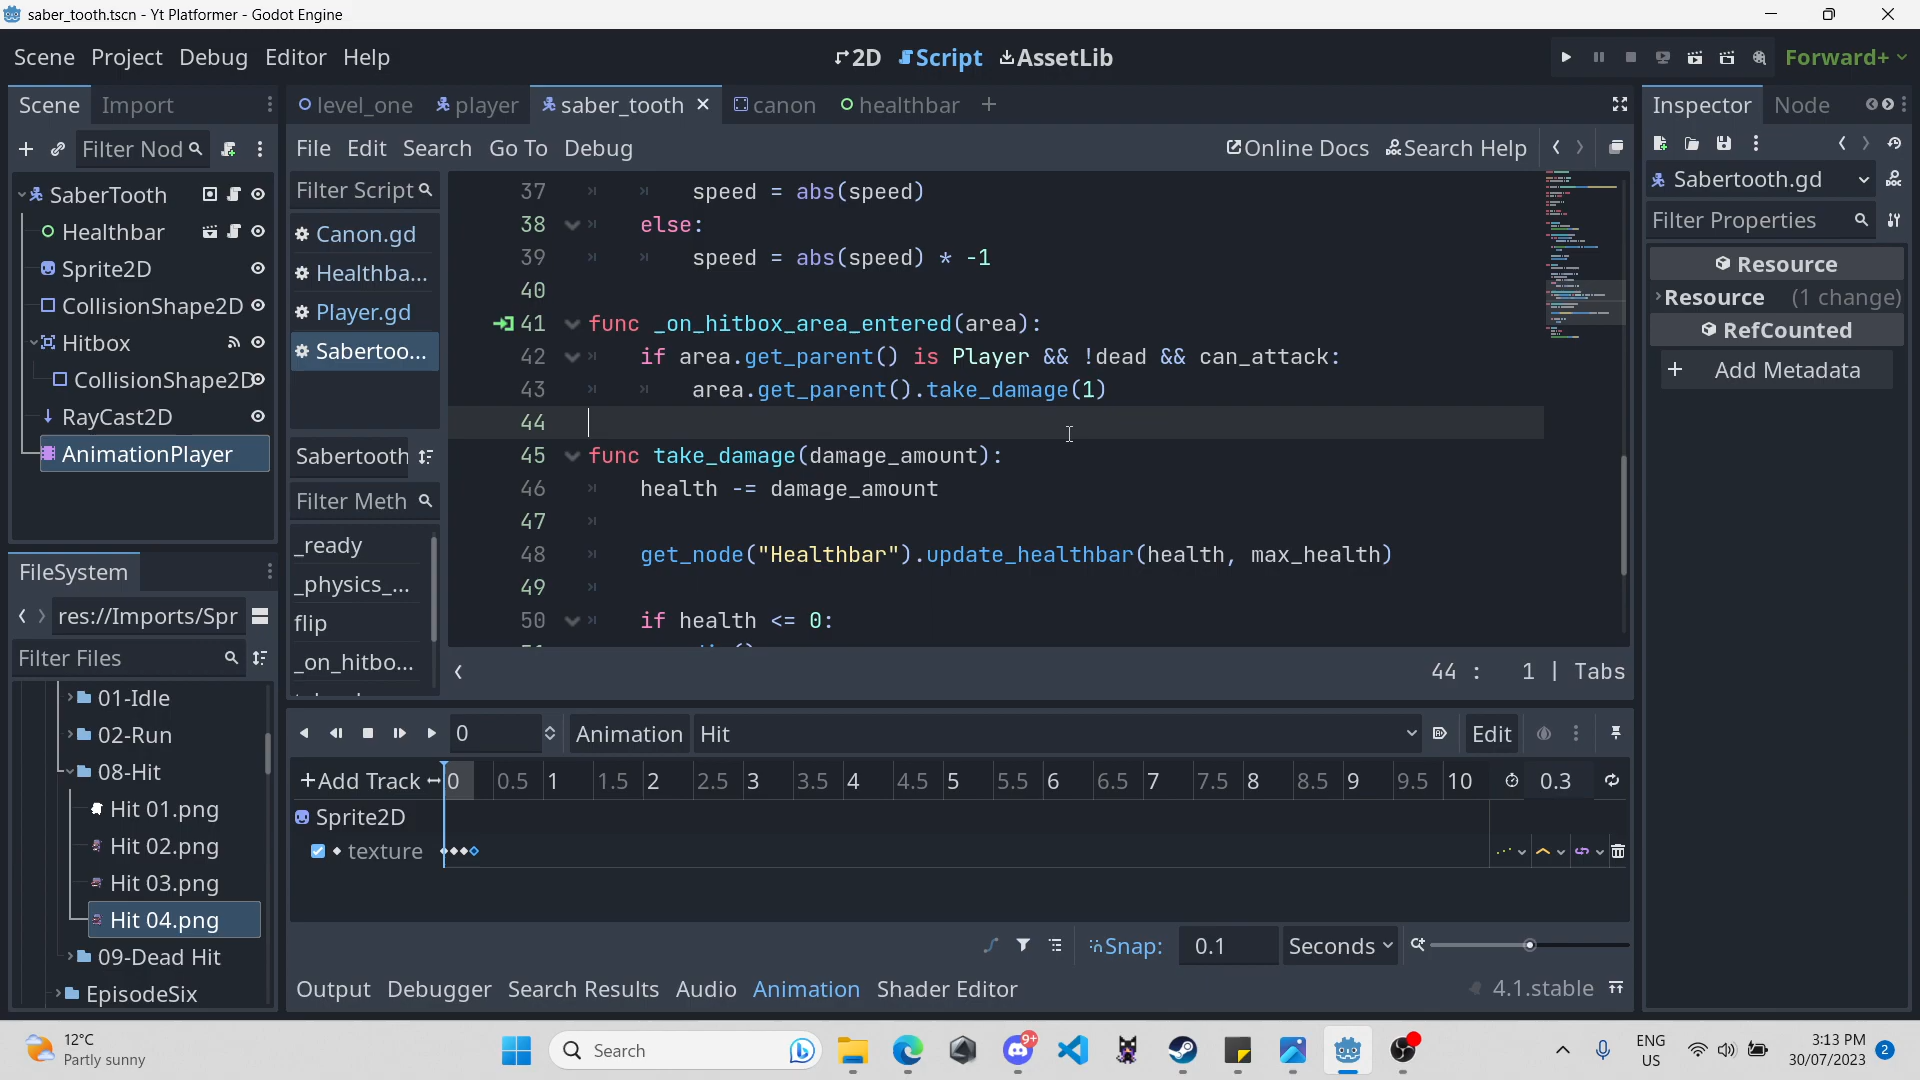 saber_tooth.tscn - Yt Platformer - Godot Engine
Scene Project Debug Editor Help
2D Script AssetLib
Forward+
Scene Import
level_one player saber_tooth canon healthbar
Inspector Node
Filter Nod
File Edit Search Go To Debug
Online Docs Search Help
Sabertooth.gd
Filter Properties
Resource
Resource (1 change)
RefCounted
Add Metadata
SaberTooth
Healthbar
Sprite2D
CollisionShape2D
Hitbox
CollisionShape2D
RayCast2D
AnimationPlayer
Filter Script
Canon.gd
Healthba...
Player.gd
Sabertoo...
Sabertooth
Filter Meth
_ready
_physics_...
flip
_on_hitbo...
37 speed = abs(speed)
38 else:
39 speed = abs(speed) * -1
40
41 func _on_hitbox_area_entered(area):
42 if area.get_parent() is Player && !dead && can_attack:
43 area.get_parent().take_damage(1)
44
45 func take_damage(damage_amount):
46 health -= damage_amount
47
48 get_node("Healthbar").update_healthbar(health, max_health)
49
50 if health <= 0:
44 : 1 | Tabs
FileSystem
res://Imports/Spr
Filter Files
01-Idle
02-Run
08-Hit
Hit 01.png
Hit 02.png
Hit 03.png
Hit 04.png
09-Dead Hit
EpisodeSix
0 Animation Hit Edit
Add Track 0 0.5 1 1.5 2 2.5 3 3.5 4 4.5 5 5.5 6 6.5 7 7.5 8 8.5 9 9.5 10 0.3
Sprite2D
texture
Snap: 0.1 Seconds
Output Debugger Search Results Audio Animation Shader Editor
4.1.stable
12°C
Partly sunny
Search
9+
ENG
US
3:13 PM
30/07/2023
2